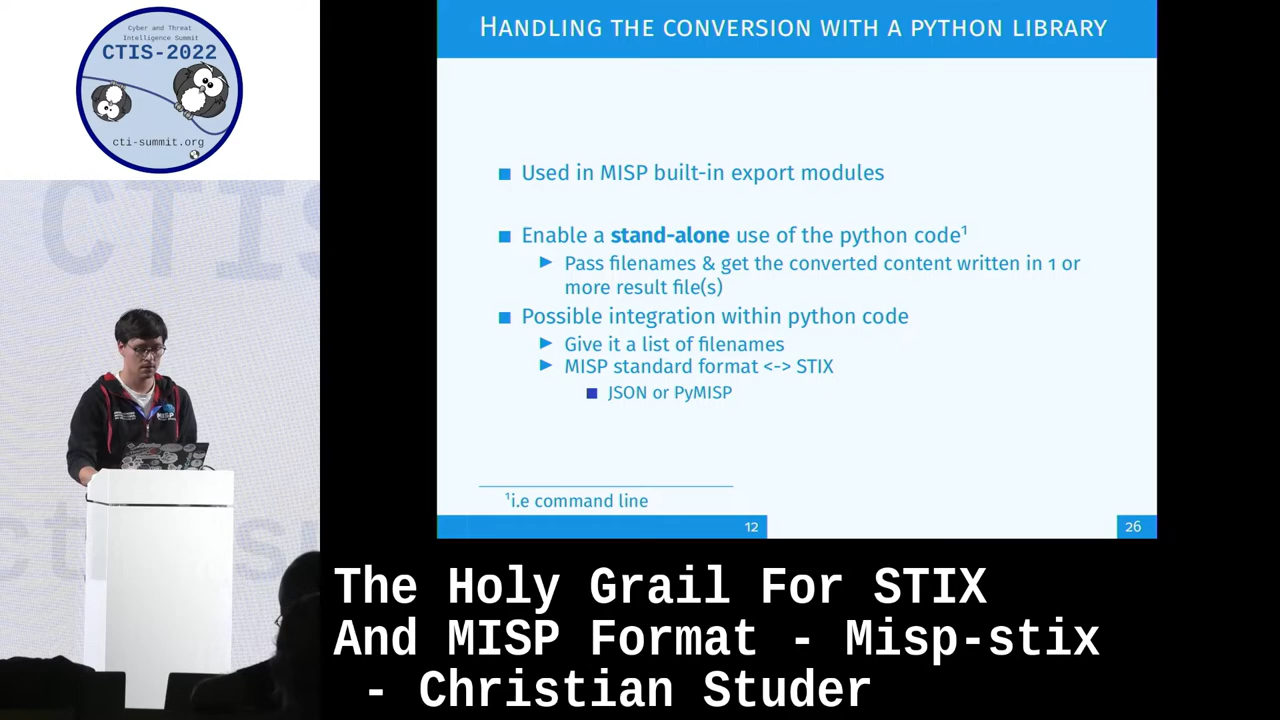 Cyber and Threat
Intelligence Summit
CTIS-2022
cti-summit.org
HANDLING THE CONVERSION WITH A PYTHON LIBRARY
■ Used in MISP built-in export modules
■ Enable a stand-alone use of the python code¹
▶ Pass filenames & get the converted content written in 1 or
more result file(s)
■ Possible integration within python code
▶ Give it a list of filenames
▶ MISP standard format <-> STIX
■ JSON or PyMISP
¹i.e command line
12
26
CTIS
MISP
The Holy Grail For STIX
And MISP Format - Misp-stix
- Christian Studer